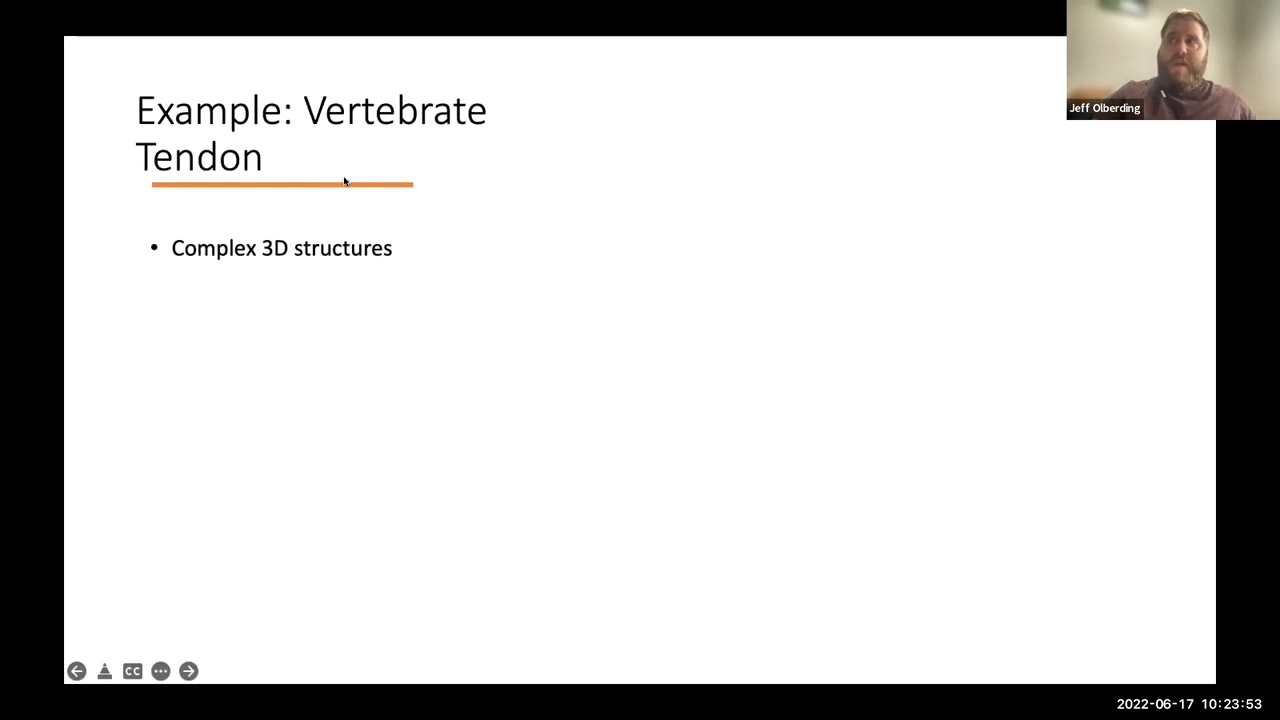 Jeff Olberding
Example: Vertebrate
Tendon
• Complex 3D structures
CC
2022-06-17 10:23:53